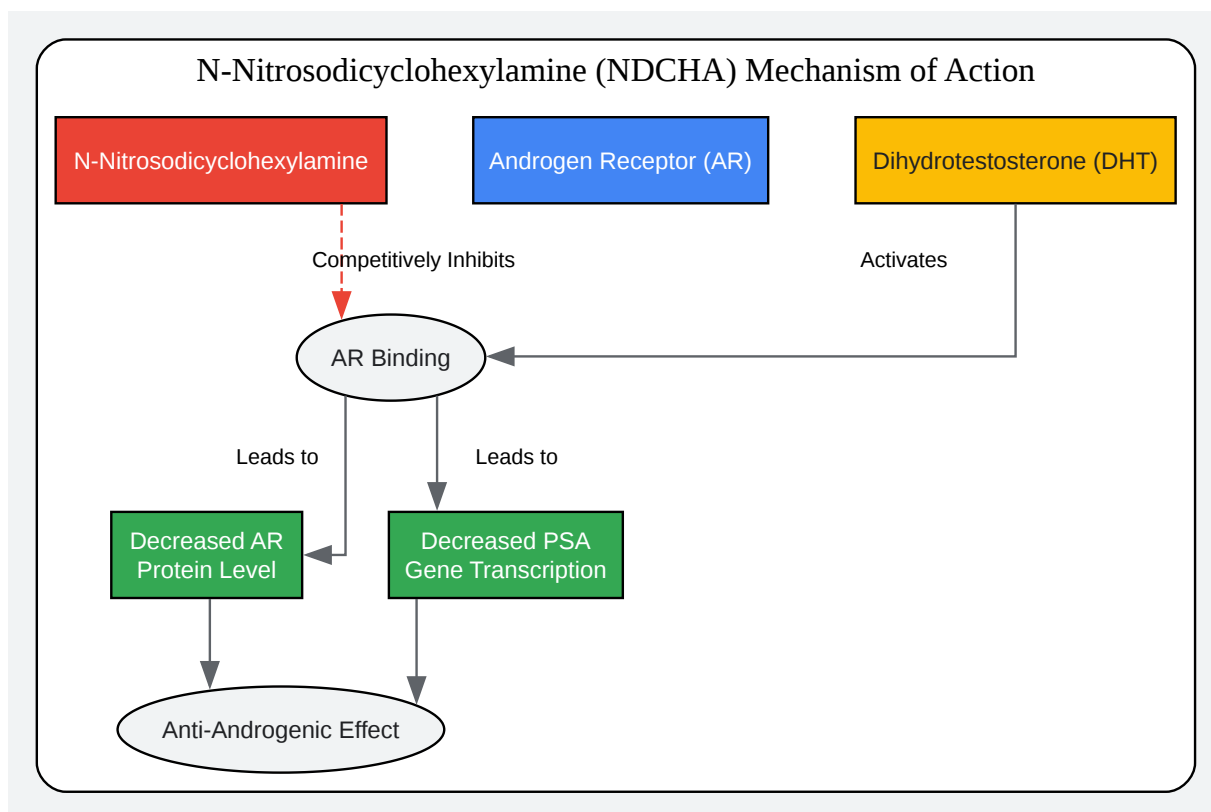 N-Nitrosodicyclohexylamine (NDCHA) Mechanism of Action
N-Nitrosodicyclohexylamine
Androgen Receptor (AR)
Dihydrotestosterone (DHT)
Competitively Inhibits
Activates
AR Binding
Leads to
Leads to
Decreased AR
Protein Level
Decreased PSA
Gene Transcription
Anti-Androgenic Effect